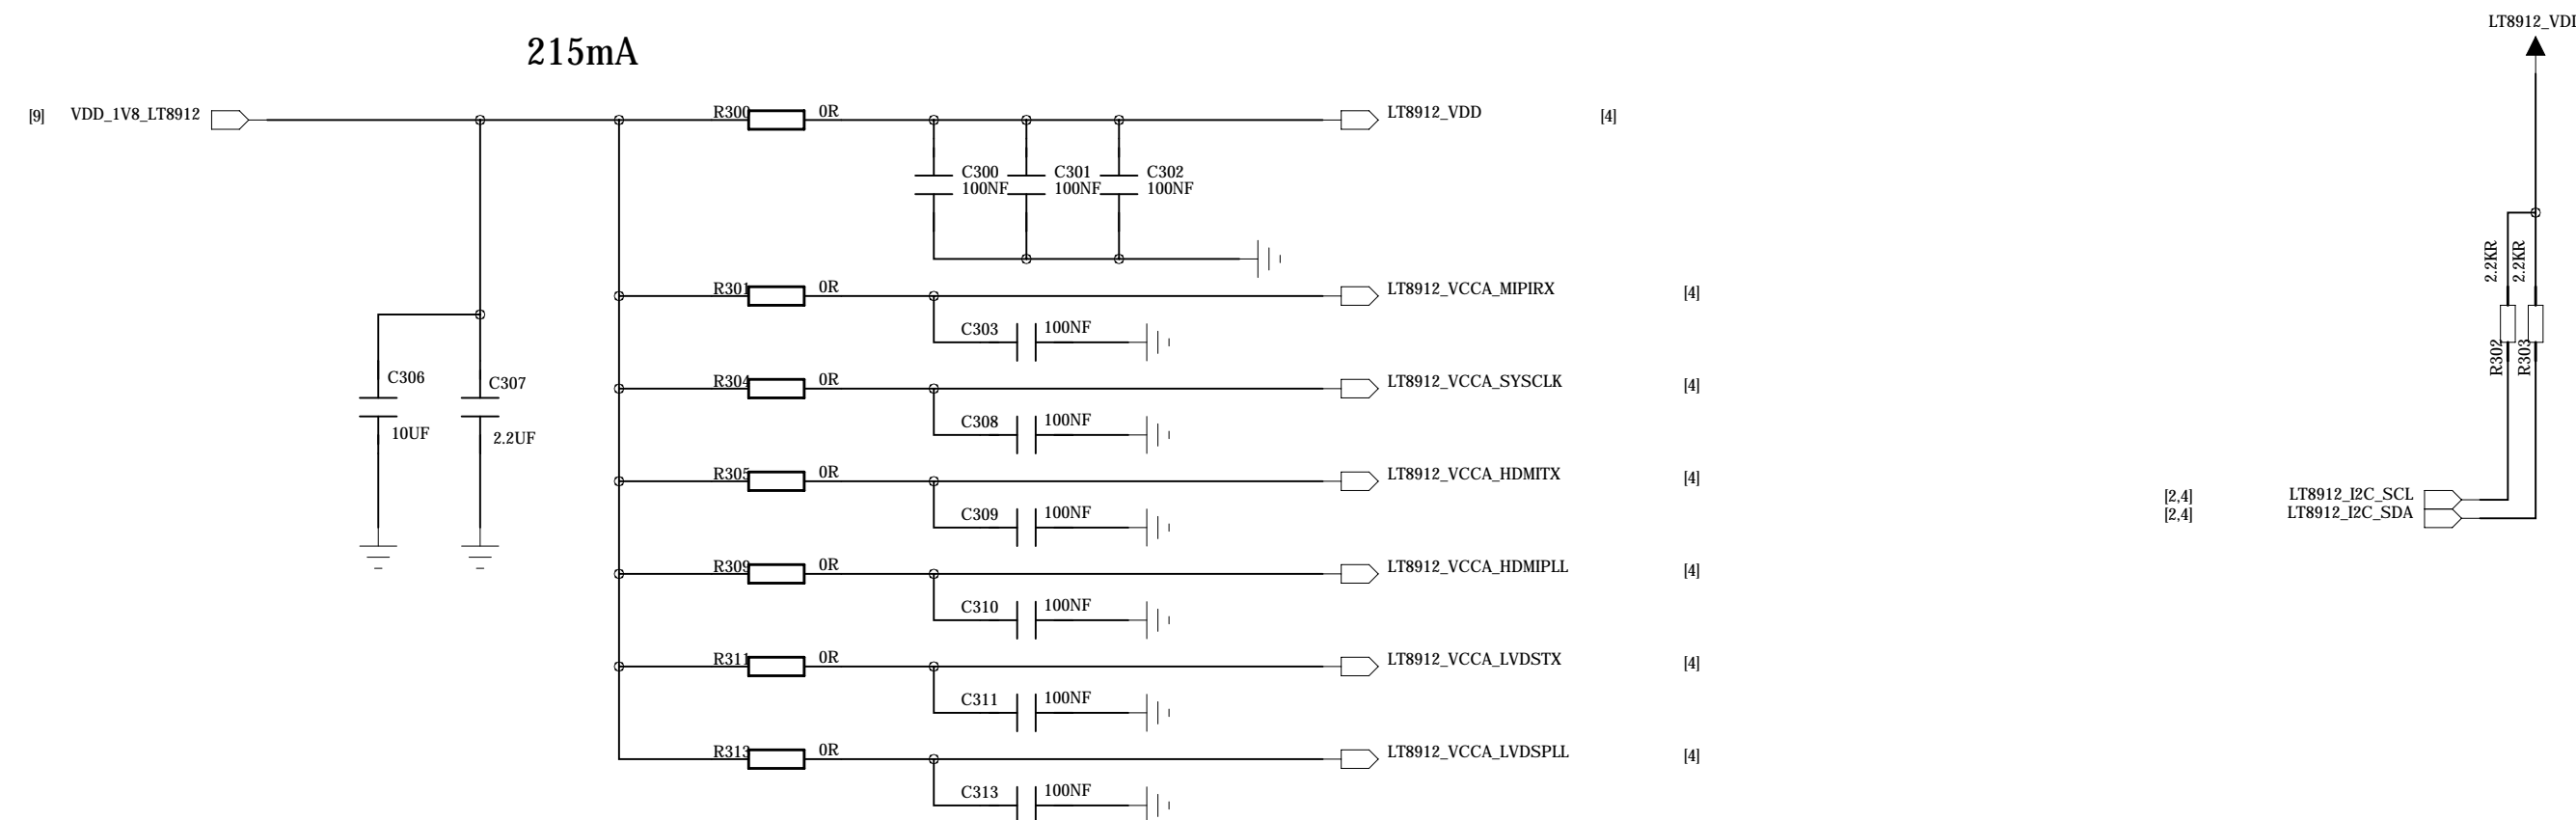 215mA
LT8912_VDD
[9] VDD_1V8_LT8912
R300 0R
LT8912_VDD [4]
C300
100NF
C301
100NF
C302
100NF
R301 0R
LT8912_VCCA_MIPIRX [4]
C303 100NF
R304 0R
LT8912_VCCA_SYSCLK [4]
C306
10UF
C307
2.2UF
C308 100NF
R305 0R
LT8912_VCCA_HDMITX [4]
C309 100NF
R309 0R
LT8912_VCCA_HDMIPLL [4]
C310 100NF
R311 0R
LT8912_VCCA_LVDSTX [4]
C311 100NF
R313 0R
LT8912_VCCA_LVDSPLL [4]
C313 100NF
2.2KR
2.2KR
R302
R303
[2,4] LT8912_I2C_SCL
[2,4] LT8912_I2C_SDA